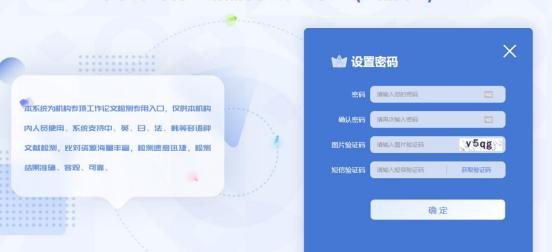 设置密码
本系统为机构专项工作论文检测专用入口，仅供本机构
内人员使用。系统支持中、英、日、法、韩等多语种
文献检测，比对资源海量丰富，检测速度迅捷，检测
结果准确、客观、可靠。
密码 请输入您的密码
确认密码 请再次输入密码
图片验证码 请输入图片验证码 v5qg
短信验证码 请输入短信验证码 获取验证码
确 定